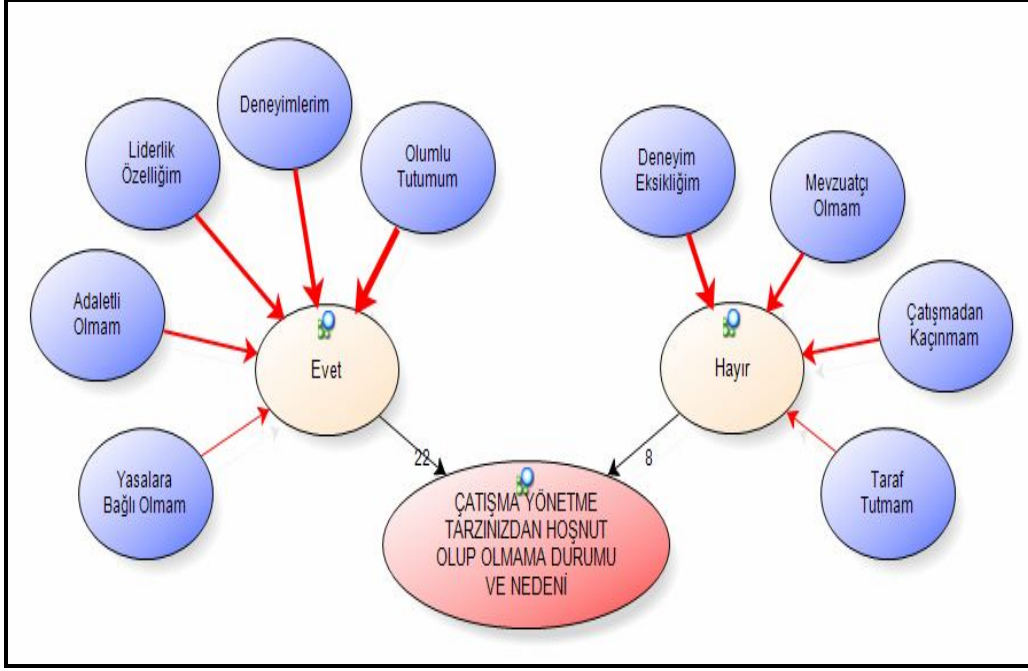 Deneyimlerim
Liderlik
Özelliğim
Olumlu
Tutumum
Adaletli
Olmam
Yasalara
Bağlı Olmam
Evet
Deneyim
Eksikliğim
Mevzuatçı
Olmam
Çatışmadan
Kaçınmam
Taraf
Tutmam
Hayır
22
8
ÇATIŞMA YÖNETME
TARZINIZDAN HOŞNUT
OLUP OLMAMA DURUMU
VE NEDENİ